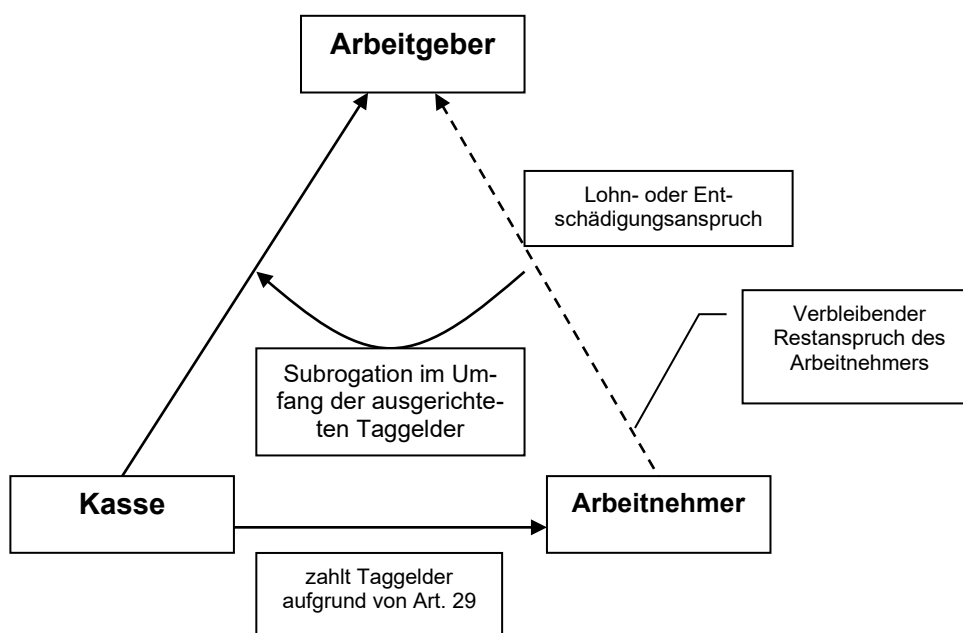 Arbeitgeber
Lohn- oder Ent-
schädigungsanspruch
Verbleibender
Restanspruch des
Arbeitnehmers
Subrogation im Um-
fang der ausgerichte-
ten Taggelder
Kasse
Arbeitnehmer
zahlt Taggelder
aufgrund von Art. 29